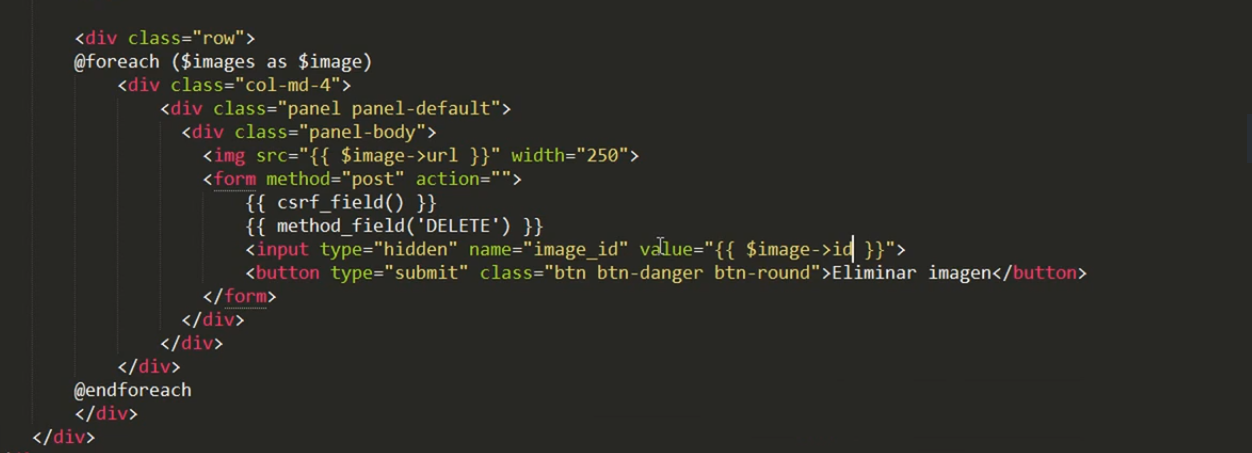 <div class="row">
@foreach ($images as $image)
<div class="col-md-4">
<div class="panel panel-default">
<div class="panel-body">
<img src="{{ $image->url }}" width="250">
<form method="post" action="">
{{ csrf_field() }}
{{ method_field('DELETE') }}
<input type="hidden" name="image_id" value="{{ $image->id }}">
<button type="submit" class="btn btn-danger btn-round">Eliminar imagen</button>
</form>
</div>
</div>
</div>
@endforeach
</div>
</div>